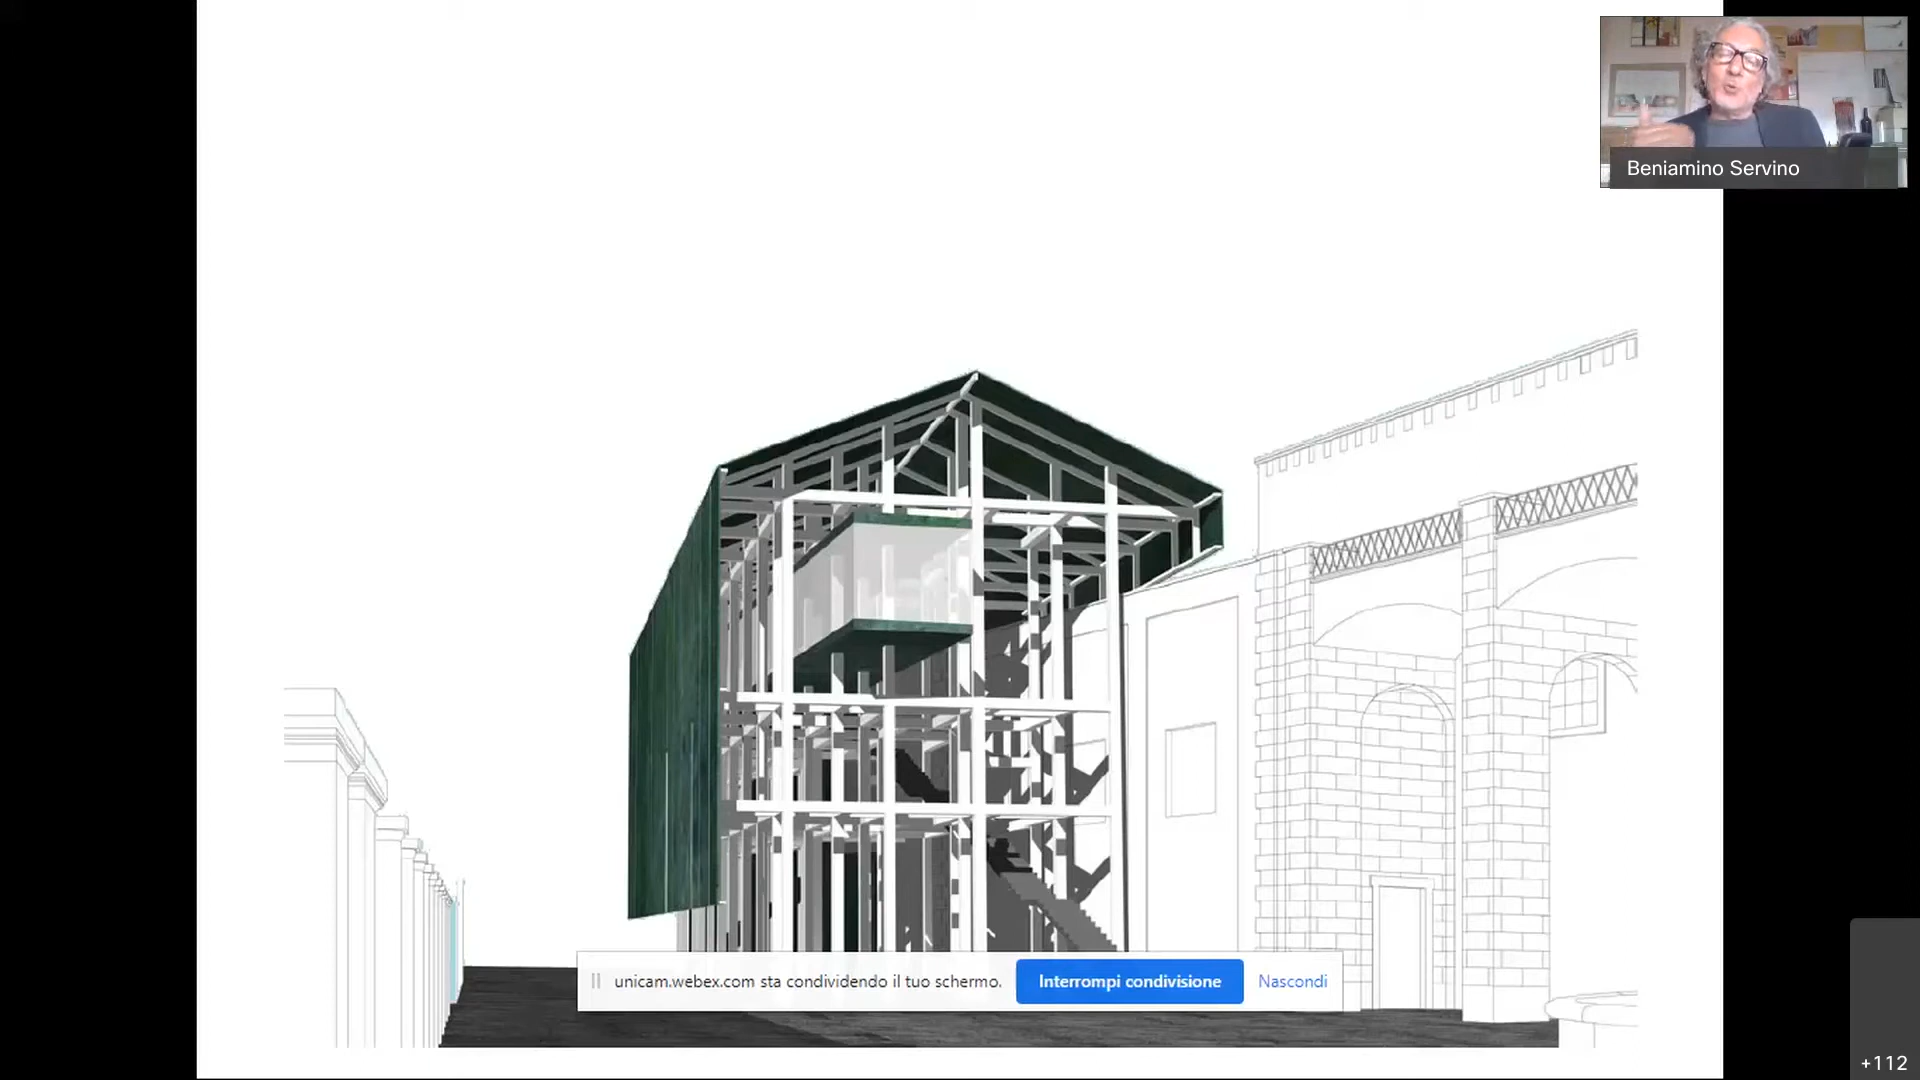 Beniamino Servino
unicam.webex.com sta condividendo il tuo schermo. Interrompi condivisione Nascondi
+112